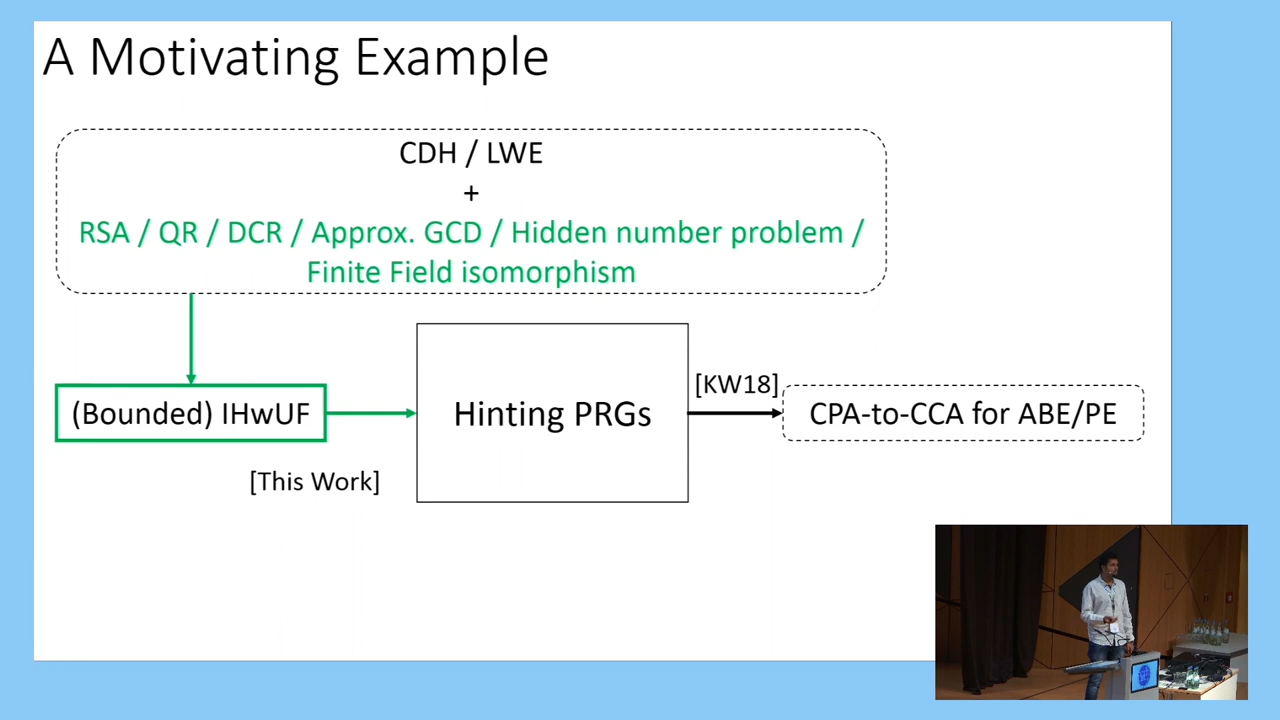 A Motivating Example
CDH / LWE
+
RSA / QR / DCR / Approx. GCD / Hidden number problem /
Finite Field isomorphism
(Bounded) IHwUF
Hinting PRGs
[KW18]
CPA-to-CCA for ABE/PE
[This Work]